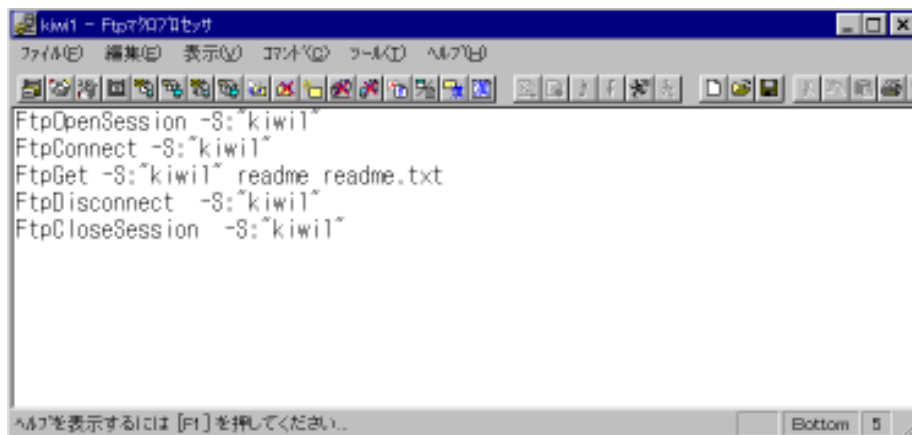 kiwi1 - Ftpマクロプロセッサ
ファイル(F) 編集(E) 表示(V) コマンド(C) ツール(T) ヘルプ(H)
FtpOpenSession -S:"kiwi1"
FtpConnect -S:"kiwi1"
FtpGet -S:"kiwi1" readme readme.txt
FtpDisconnect  -S:"kiwi1"
FtpCloseSession  -S:"kiwi1"
ヘルプを表示するには [F1] を押してください..
Bottom 5